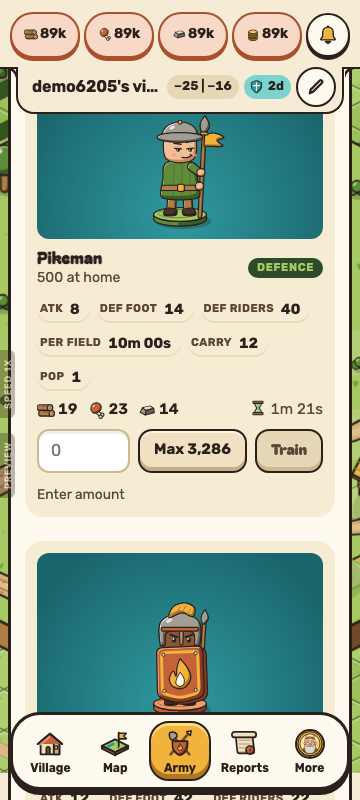 89k 89k 89k 89k
demo6205's vi... −25|−16 2d
Pikeman
500 at home
DEFENCE
ATK 8 DEF FOOT 14 DEF RIDERS 40
PER FIELD 10m 00s CARRY 12
POP 1
19 23 14 1m 21s
0 Max 3,286 Train
Enter amount
SPEED 1X
PREVIEW
Village Map Army Reports More